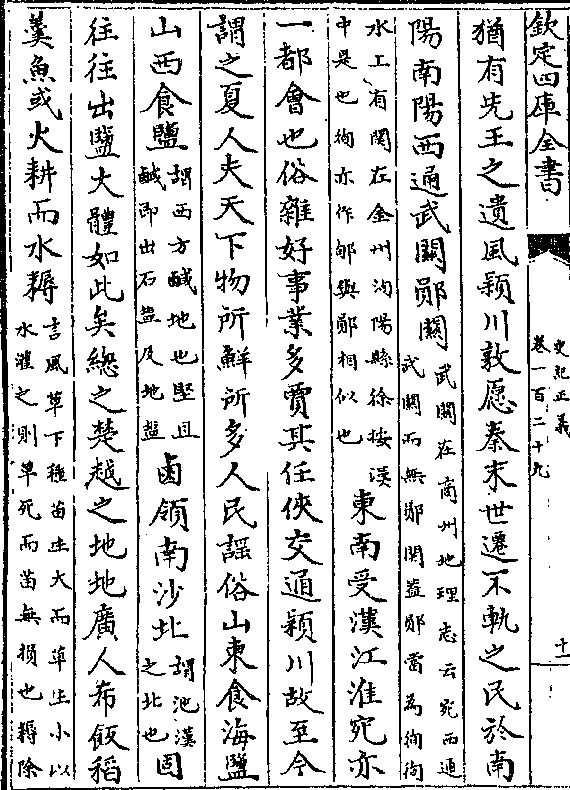 欽定四庫全書
史記正義
卷一百二十九
十一
猶有先王之遺風潁川敦愿秦末世遷不軌之民於南
陽南陽西通武關鄖關
武關在商州地理志云宛西通
武關而無鄖關葢鄖當為徇徇
水上有關在金州洵陽縣徐按漢
中是也徇亦作郇與鄖相似也
東南受漢江淮宛亦
一都會也俗雜好事業多賈其任俠交通潁川故至今
謂之夏人夫天下物所鮮所多人民謡俗山東食海鹽
山西食鹽
謂西方鹹地也堅且
鹹即出石鹽及地鹽
鹵領南沙北
謂池漢
之北也
固
往往出鹽大體如此矣總之楚越之地地廣人布飯稻
羮魚或火耕而水耨
言風草下種苗生大而草生小以
水灌之則草死而苗無損也耨除